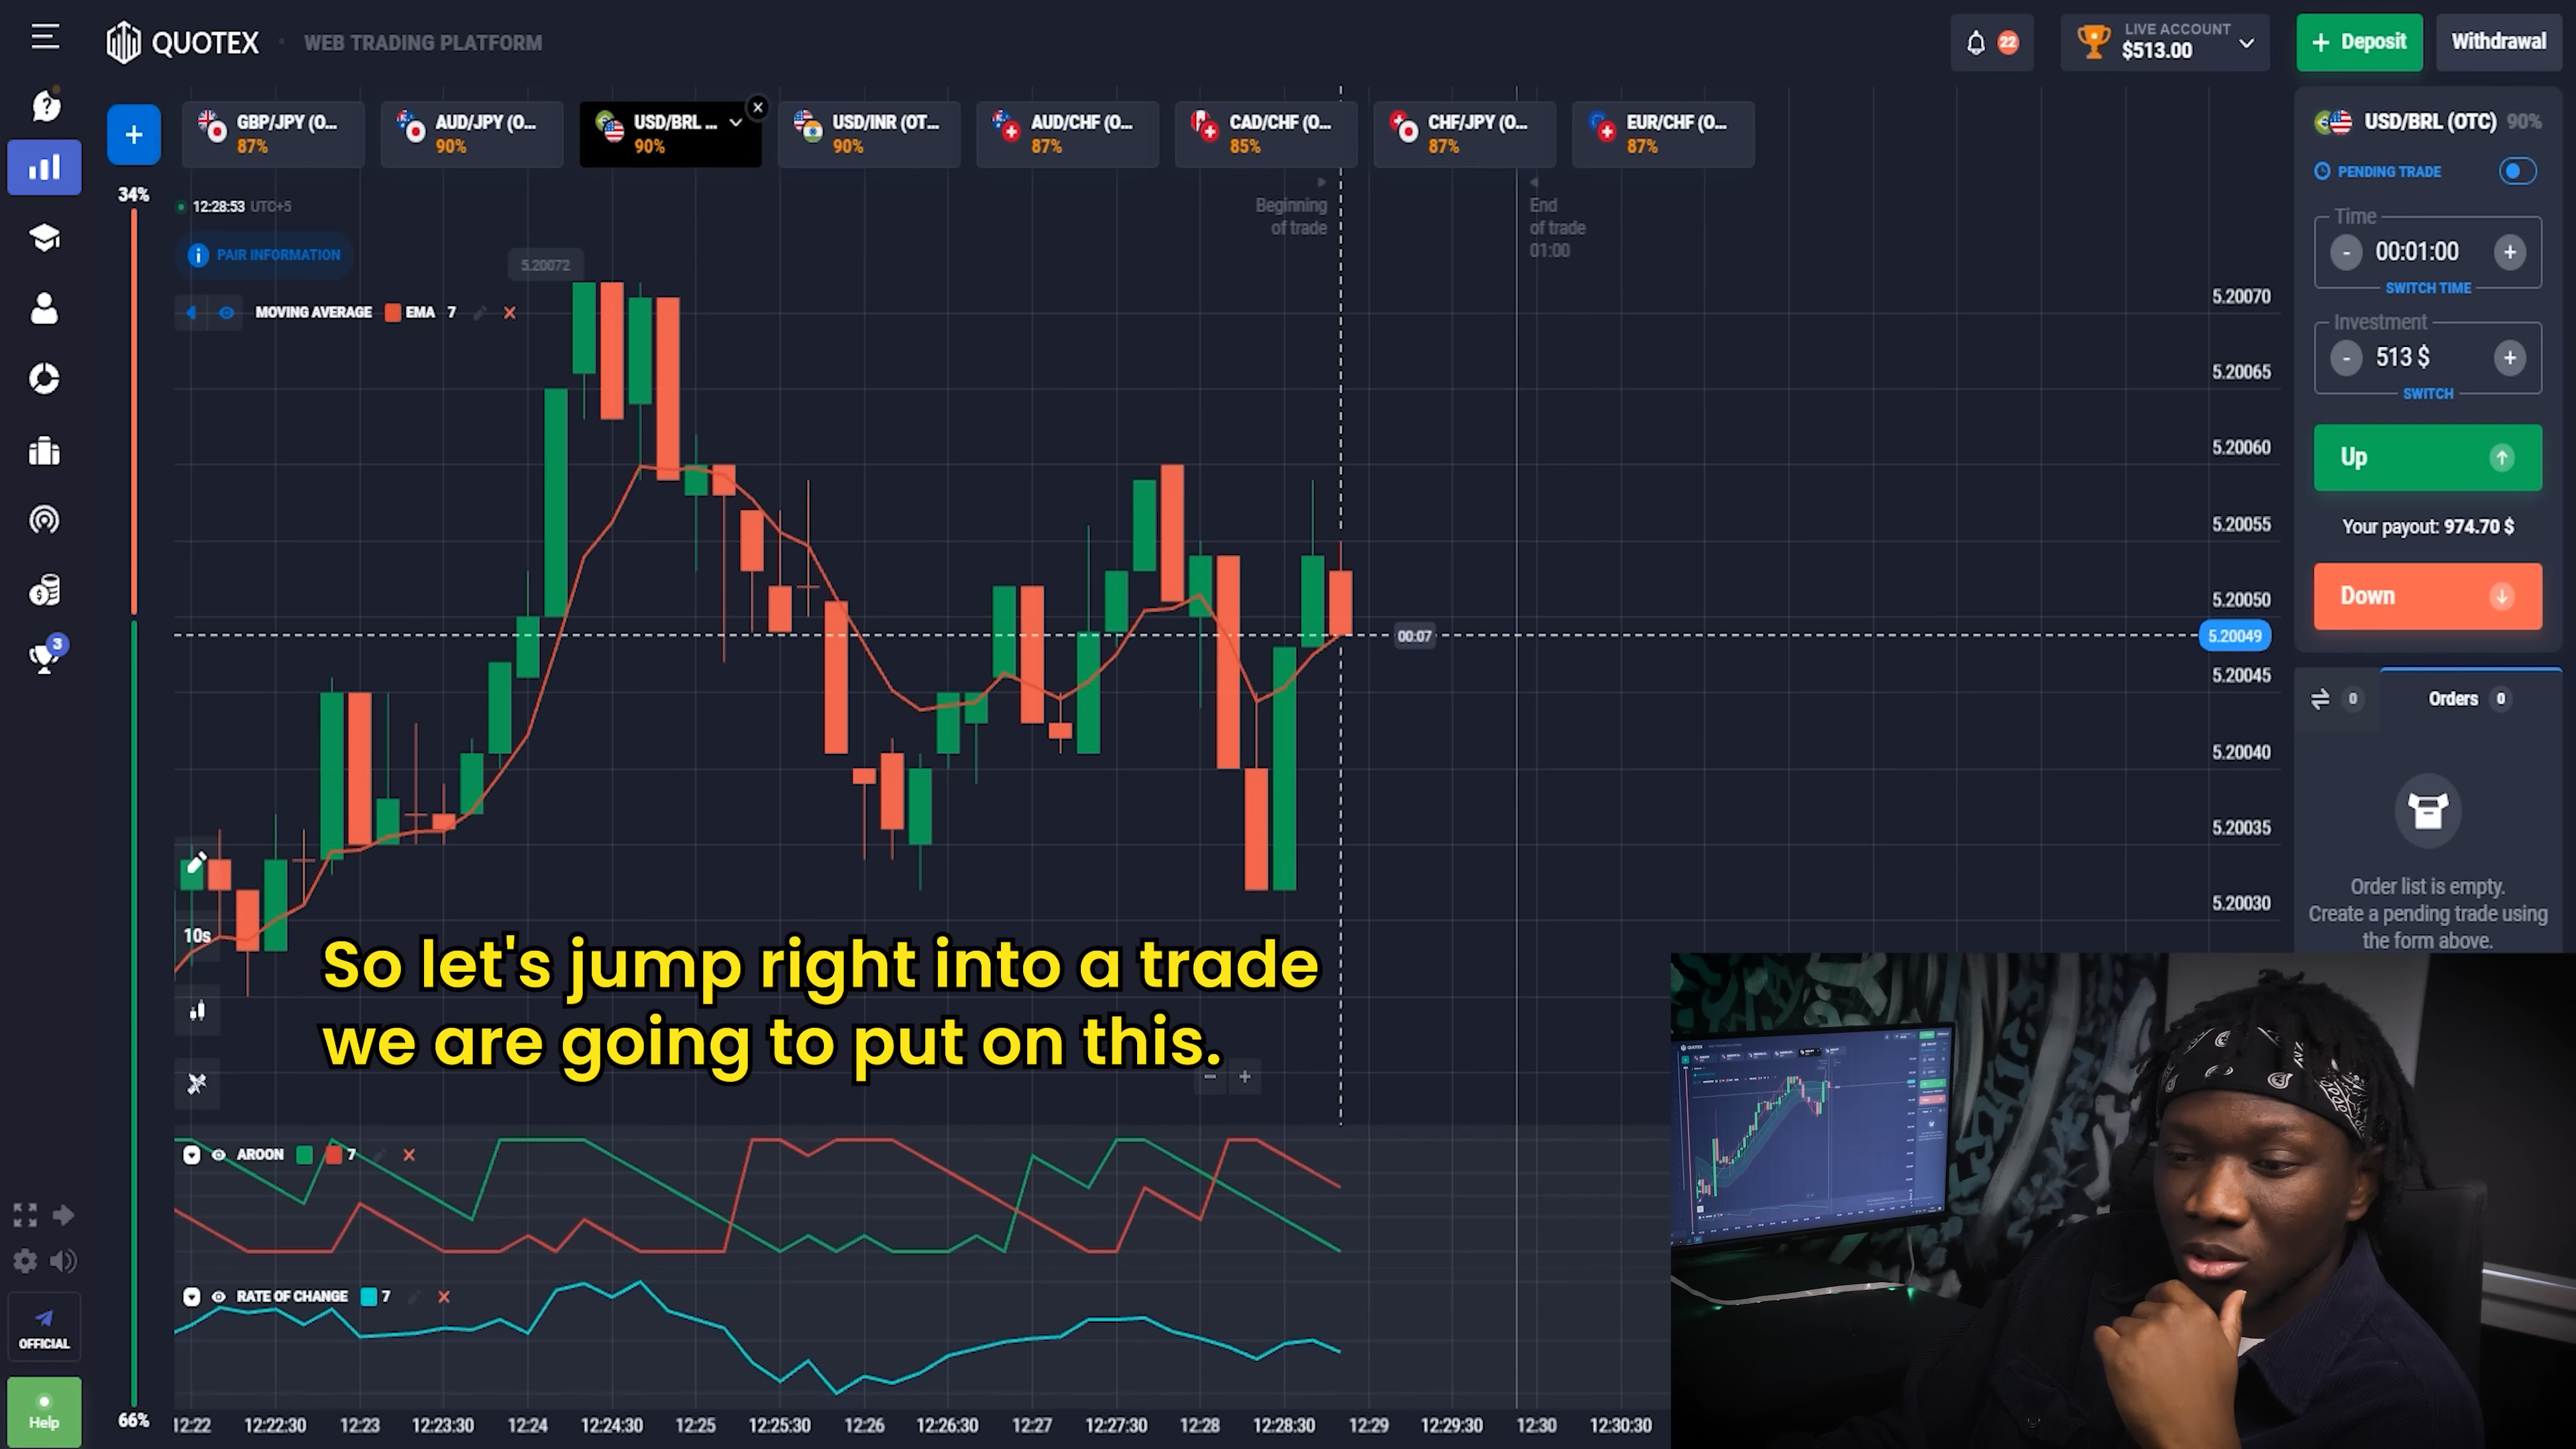 QUOTEX • WEB TRADING PLATFORM
22
LIVE ACCOUNT
$513.00
+ Deposit
Withdrawal
+
GBP/JPY (O...
87%
AUD/JPY (O...
90%
USD/BRL ...
90%
USD/INR (OT...
90%
AUD/CHF (O...
87%
CAD/CHF (O...
85%
CHF/JPY (O...
87%
EUR/CHF (O...
87%
34%
12:28:53 UTC+5
PAIR INFORMATION
MOVING AVERAGE EMA 7
5.20072
Beginning
of trade
End
of trade
01:00
5.20070
5.20065
5.20060
5.20055
5.20050
5.20049
5.20045
5.20040
5.20035
5.20030
00:07
10s
So let's jump right into a trade
we are going to put on this.
AROON 7
RATE OF CHANGE 7
66%
12:22 12:22:30 12:23 12:23:30 12:24 12:24:30 12:25 12:25:30 12:26 12:26:30 12:27 12:27:30 12:28 12:28:30 12:29 12:29:30 12:30 12:30:30
3
OFFICIAL
Help
USD/BRL (OTC) 90%
PENDING TRADE
Time
- 00:01:00 +
SWITCH TIME
Investment
- 513 $ +
SWITCH
Up
Your payout: 974.70 $
Down
0
Orders 0
Order list is empty.
Create a pending trade using
the form above.